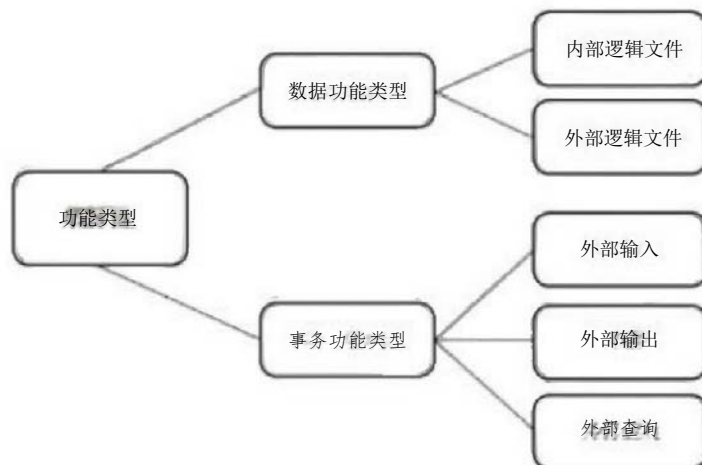 功能类型
数据功能类型
内部逻辑文件
外部逻辑文件
事务功能类型
外部输入
外部输出
外部查询